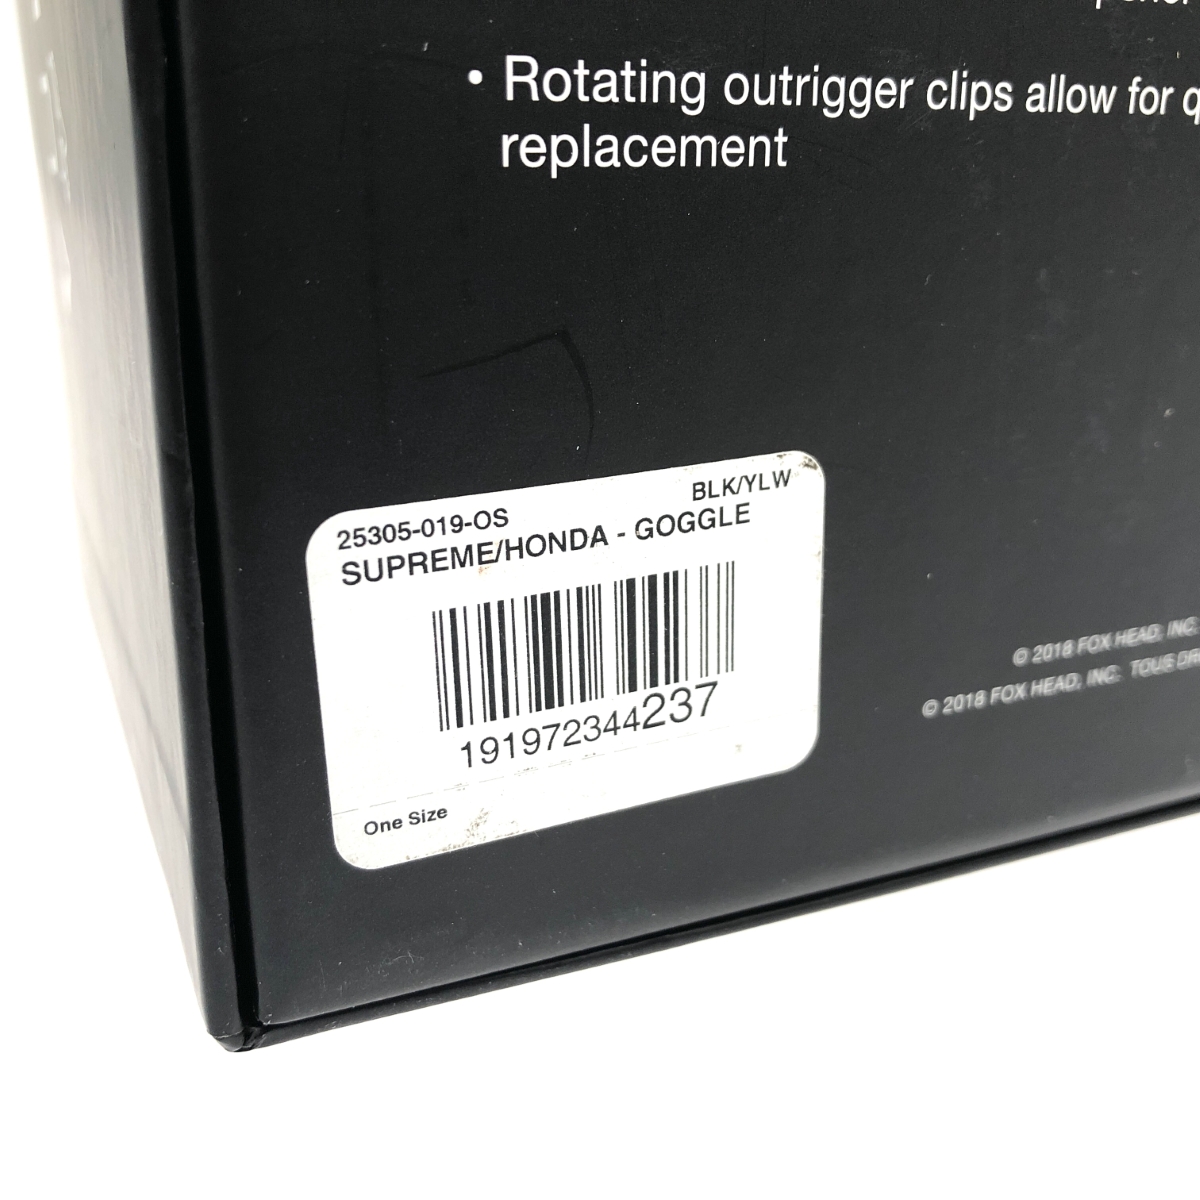 • Rotating outrigger clips allow for
replacement
25305-019-OS BLK/YLW
SUPREME/HONDA - GOGGLE
191972344237
One Size
© 2018 FOX HEAD, INC.
© 2018 FOX HEAD, INC. TOUS